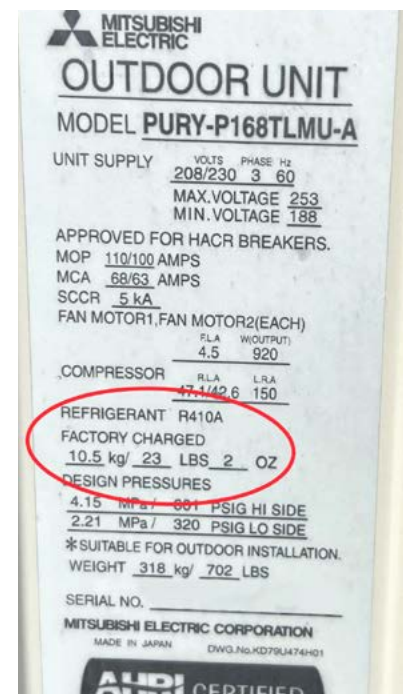 MITSUBISHI
ELECTRIC
OUTDOOR UNIT
MODEL PURY-P168TLMU-A
UNIT SUPPLY VOLTS PHASE Hz
208/230 3 60
MAX.VOLTAGE 253
MIN.VOLTAGE 188
APPROVED FOR HACR BREAKERS.
MOP 110/100 AMPS
MCA 68/63 AMPS
SCCR 5 kA
FAN MOTOR1,FAN MOTOR2(EACH)
F.L.A W(OUTPUT)
4.5 920
COMPRESSOR R.L.A L.R.A
47.1/42.6 150
REFRIGERANT R410A
FACTORY CHARGED
10.5 kg/ 23 LBS 2 OZ
DESIGN PRESSURES
4.15 MPa/ 601 PSIG HI SIDE
2.21 MPa/ 320 PSIG LO SIDE
*SUITABLE FOR OUTDOOR INSTALLATION.
WEIGHT 318 kg/ 702 LBS
SERIAL NO.
MITSUBISHI ELECTRIC CORPORATION
MADE IN JAPAN DWG.No.KD79U474H01
CERTIFIED